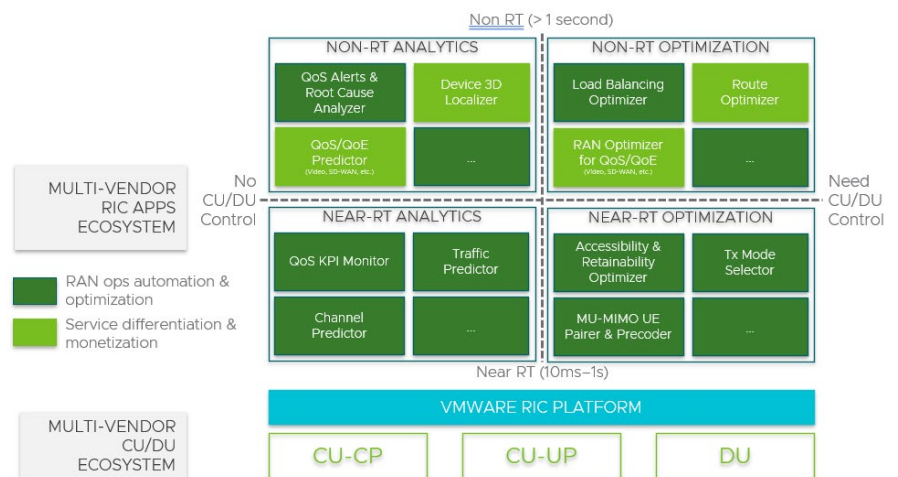 Non RT (> 1 second)
NON-RT ANALYTICS
QoS Alerts &
Root Cause
Analyzer
Device 3D
Localizer
QoS/QoE
Predictor
(Video, SD-WAN, etc.)
...
NON-RT OPTIMIZATION
Load Balancing
Optimizer
Route
Optimizer
RAN Optimizer
for QoS/QoE
(Video, SD-WAN, etc.)
...
MULTI-VENDOR
RIC APPS
ECOSYSTEM
No
CU/DU
Control
Need
CU/DU
Control
NEAR-RT ANALYTICS
QoS KPI Monitor
Traffic
Predictor
Channel
Predictor
...
NEAR-RT OPTIMIZATION
Accessibility &
Retainability
Optimizer
Tx Mode
Selector
MU-MIMO UE
Pairer & Precoder
...
RAN ops automation &
optimization
Service differentiation &
monetization
Near RT (10ms–1s)
VMWARE RIC PLATFORM
MULTI-VENDOR
CU/DU
ECOSYSTEM
CU-CP
CU-UP
DU